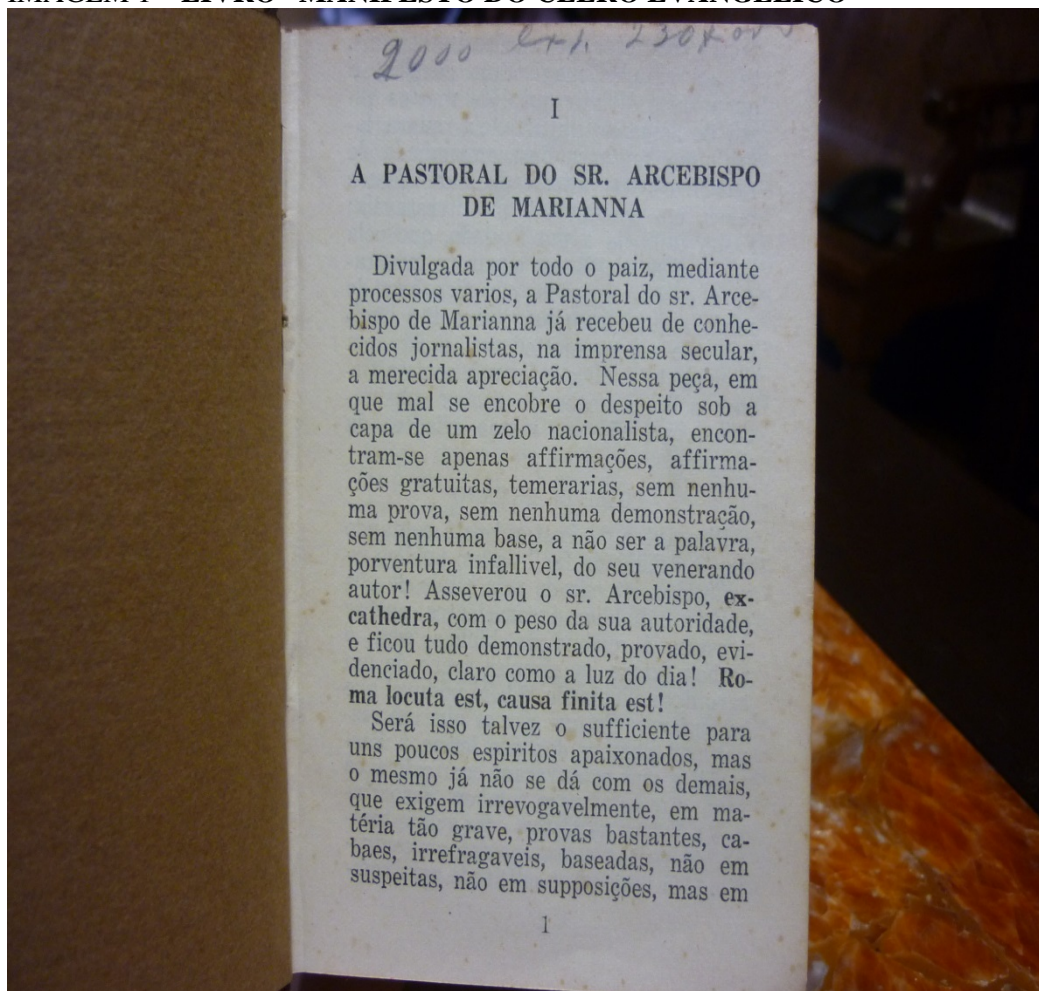 IMAGEM 1 – LIVRO "MANIFESTO DO CLERO EVANGÉLICO"
2000
I
A PASTORAL DO SR. ARCEBISPO
DE MARIANNA
Divulgada por todo o paiz, mediante
processos varios, a Pastoral do sr. Arce-
bispo de Marianna já recebeu de conhe-
cidos jornalistas, na imprensa secular,
a merecida apreciação. Nessa peça, em
que mal se encobre o despeito sob a
capa de um zelo nacionalista, encon-
tram-se apenas affirmações, affirma-
ções gratuitas, temerarias, sem nenhu-
ma prova, sem nenhuma demonstração,
sem nenhuma base, a não ser a palavra,
porventura infallivel, do seu venerando
autor! Asseverou o sr. Arcebispo, ex-
cathedra, com o peso da sua autoridade,
e ficou tudo demonstrado, provado, evi-
denciado, claro como a luz do dia! Ro-
ma locuta est, causa finita est!
Será isso talvez o sufficiente para
uns poucos espiritos apaixonados, mas
o mesmo já não se dá com os demais,
que exigem irrevogavelmente, em ma-
téria tão grave, provas bastantes, ca-
baes, irrefragaveis, baseadas, não em
suspeitas, não em supposições, mas em
1